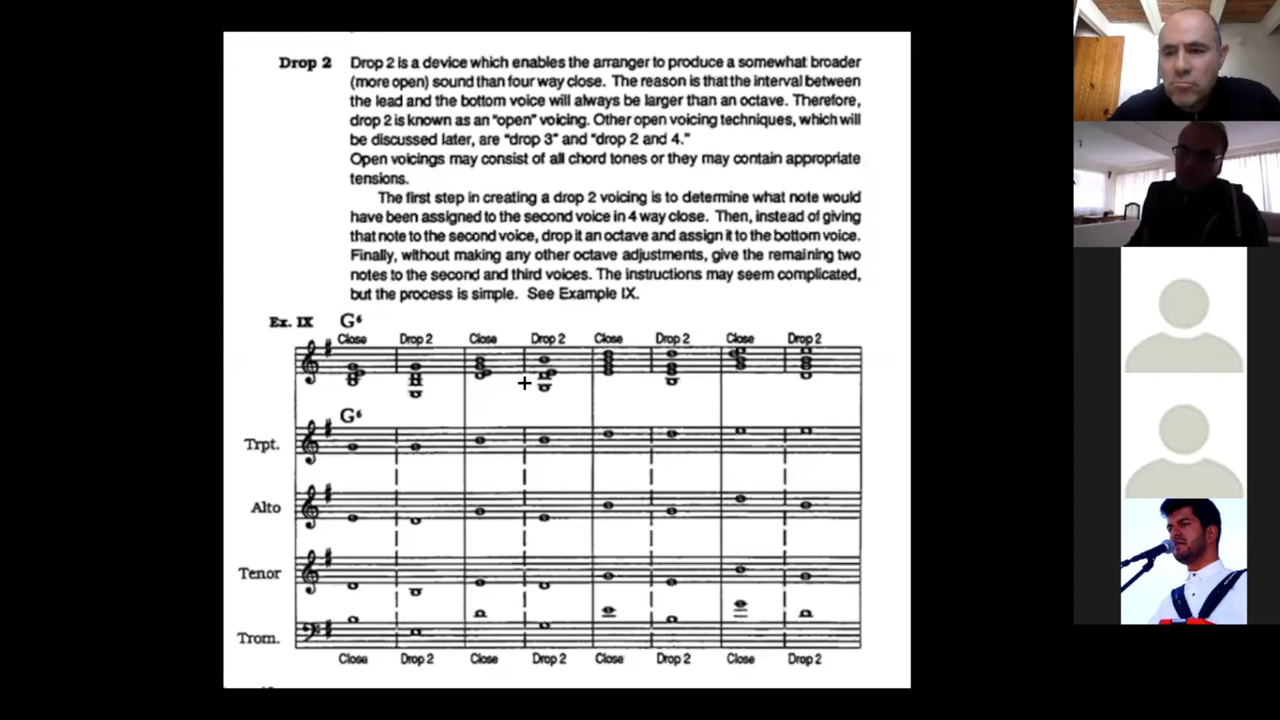 Drop 2 Drop 2 is a device which enables the arranger to produce a somewhat broader
(more open) sound than four way close. The reason is that the interval between
the lead and the bottom voice will always be larger than an octave. Therefore,
drop 2 is known as an "open" voicing. Other open voicing techniques, which will
be discussed later, are "drop 3" and "drop 2 and 4."
Open voicings may consist of all chord tones or they may contain appropriate
tensions.
The first step in creating a drop 2 voicing is to determine what note would
have been assigned to the second voice in 4 way close. Then, instead of giving
that note to the second voice, drop it an octave and assign it to the bottom voice.
Finally, without making any other octave adjustments, give the remaining two
notes to the second and third voices. The instructions may seem complicated,
but the process is simple. See Example IX.
Ex. IX G6
Close Drop 2 Close Drop 2 Close Drop 2 Close Drop 2
G6
Trpt.
Alto
Tenor
Trom.
Close Drop 2 Close Drop 2 Close Drop 2 Close Drop 2